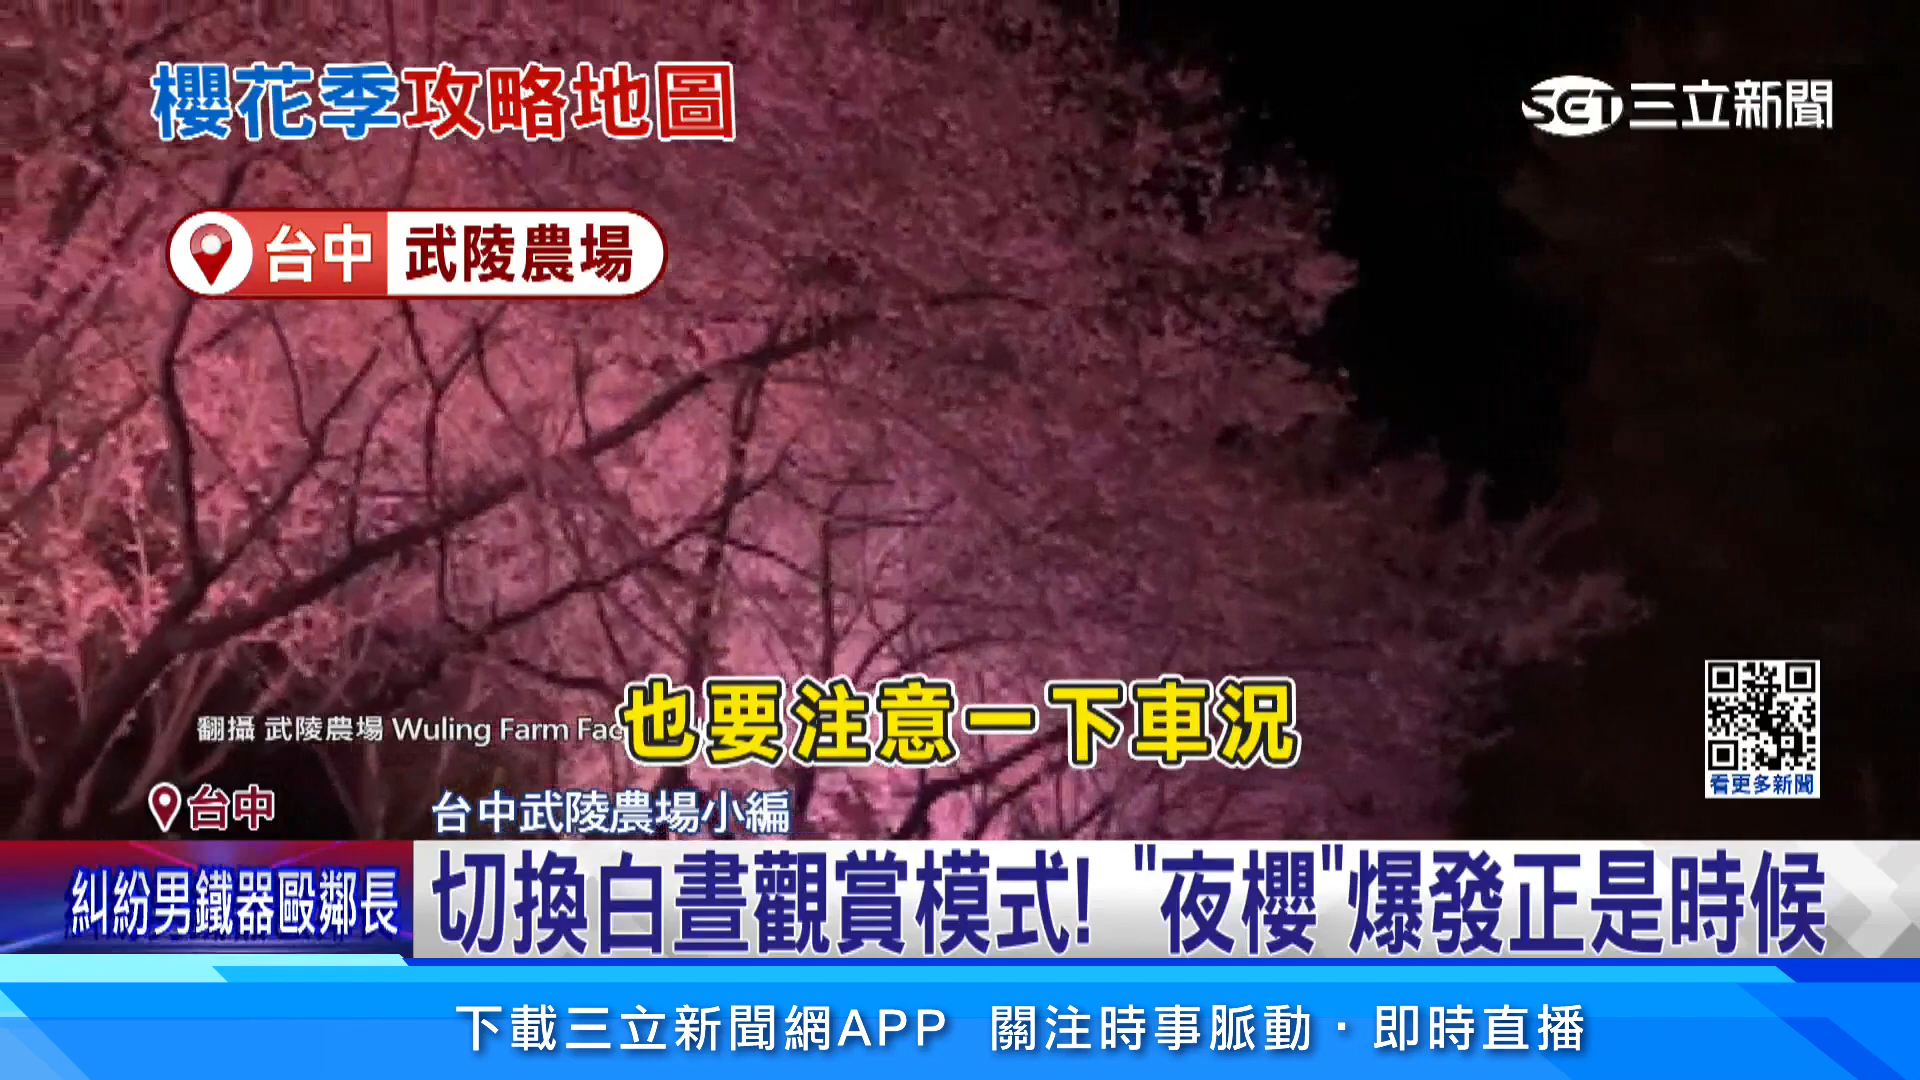 櫻花季攻略地圖
SET三立新聞
台中 武陵農場
也要注意一下車況
翻攝 武陵農場 Wuling Farm Fac
看更多新聞
台中
台中武陵農場小編
糾紛男鐵器毆鄰長
切換白晝觀賞模式! "夜櫻"爆發正是時候
下載三立新聞網APP 關注時事脈動・即時直播